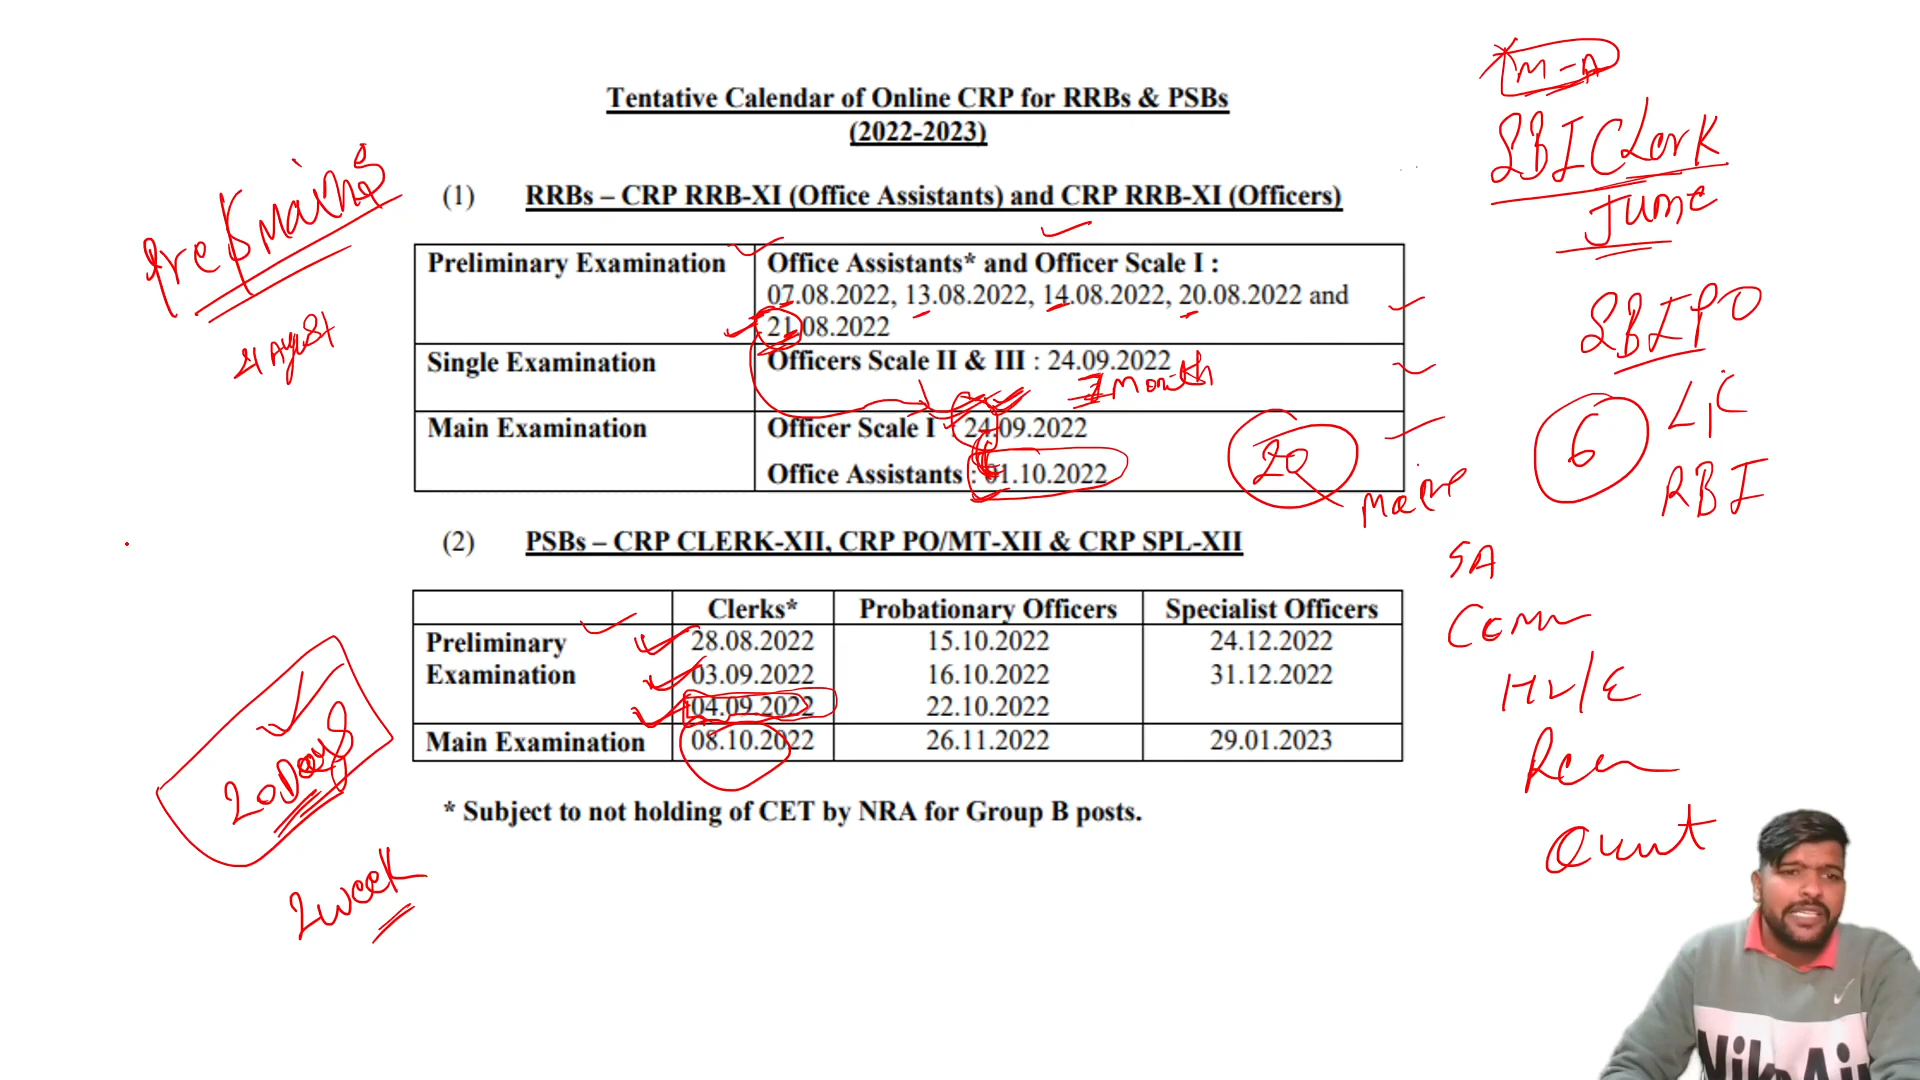 Tentative Calendar of Online CRP for RRBs & PSBs
(2022-2023)
(1) RRBs – CRP RRB-XI (Office Assistants) and CRP RRB-XI (Officers)
Preliminary Examination
Office Assistants* and Officer Scale I :
07.08.2022, 13.08.2022, 14.08.2022, 20.08.2022 and
21.08.2022
Single Examination
Officers Scale II & III : 24.09.2022
Main Examination
Officer Scale I : 24.09.2022
Office Assistants : 01.10.2022
(2) PSBs – CRP CLERK-XII, CRP PO/MT-XII & CRP SPL-XII
Clerks* Probationary Officers Specialist Officers
Preliminary 28.08.2022 15.10.2022 24.12.2022
Examination 03.09.2022 16.10.2022 31.12.2022
04.09.2022 22.10.2022
Main Examination 08.10.2022 26.11.2022 29.01.2023
* Subject to not holding of CET by NRA for Group B posts.
Pre & mains
21 August
20 Days
2 week
1 month
20
M-A
SBI Clerk
June
SBI PO
6
LIC
RBI
SA
H2/E